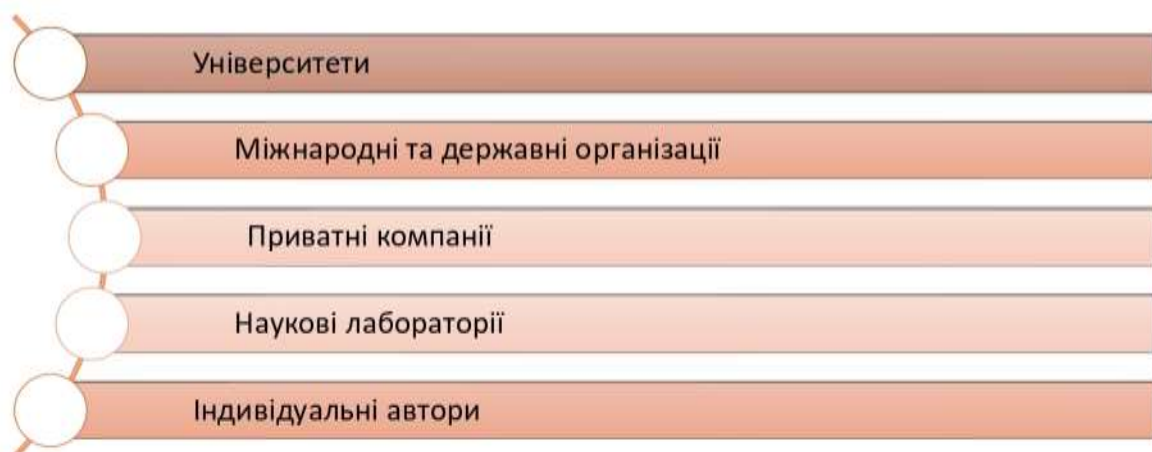 Університети
Міжнародні та державні організації
Приватні компанії
Наукові лабораторії
Індивідуальні автори